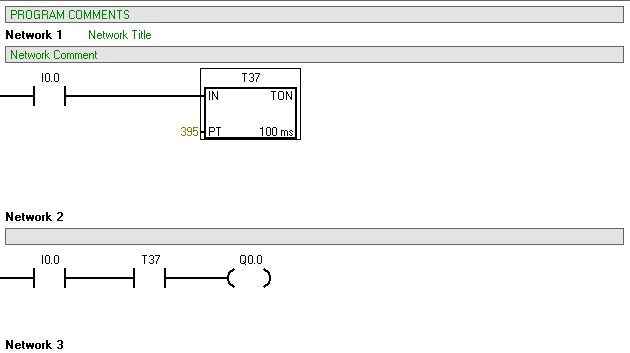 PROGRAM COMMENTS
Network 1 Network Title
Network Comment
I0.0 T37
IN TON
395 PT 100 ms
Network 2
I0.0 T37 Q0.0
Network 3